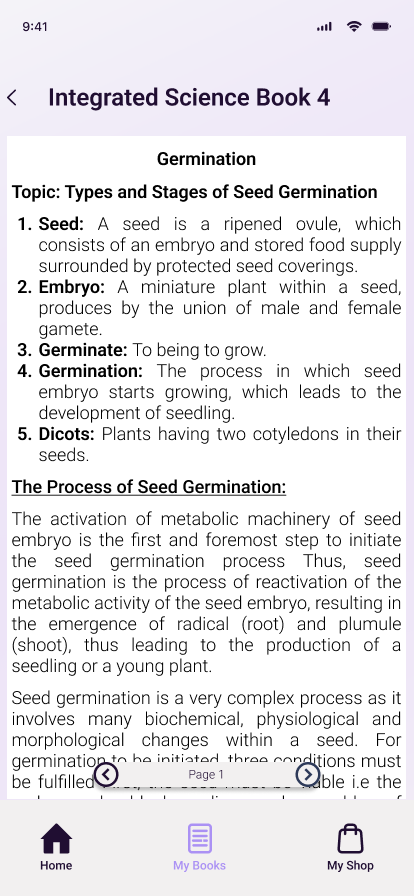 9:41
Integrated Science Book 4
Germination
Topic: Types and Stages of Seed Germination
1. Seed: A seed is a ripened ovule, which
consists of an embryo and stored food supply
surrounded by protected seed coverings.
2. Embryo: A miniature plant within a seed,
produces by the union of male and female
gamete.
3. Germinate: To being to grow.
4. Germination: The process in which seed
embryo starts growing, which leads to the
development of seedling.
5. Dicots: Plants having two cotyledons in their
seeds.
The Process of Seed Germination:
The activation of metabolic machinery of seed
embryo is the first and foremost step to initiate
the seed germination process Thus, seed
germination is the process of reactivation of the
metabolic activity of the seed embryo, resulting in
the emergence of radical (root) and plumule
(shoot), thus leading to the production of a
seedling or a young plant.
Seed germination is a very complex process as it
involves many biochemical, physiological and
morphological changes within a seed. For
germination to be initiated, three conditions must
be fulfilled i.e the
Page 1
Home
My Books
My Shop